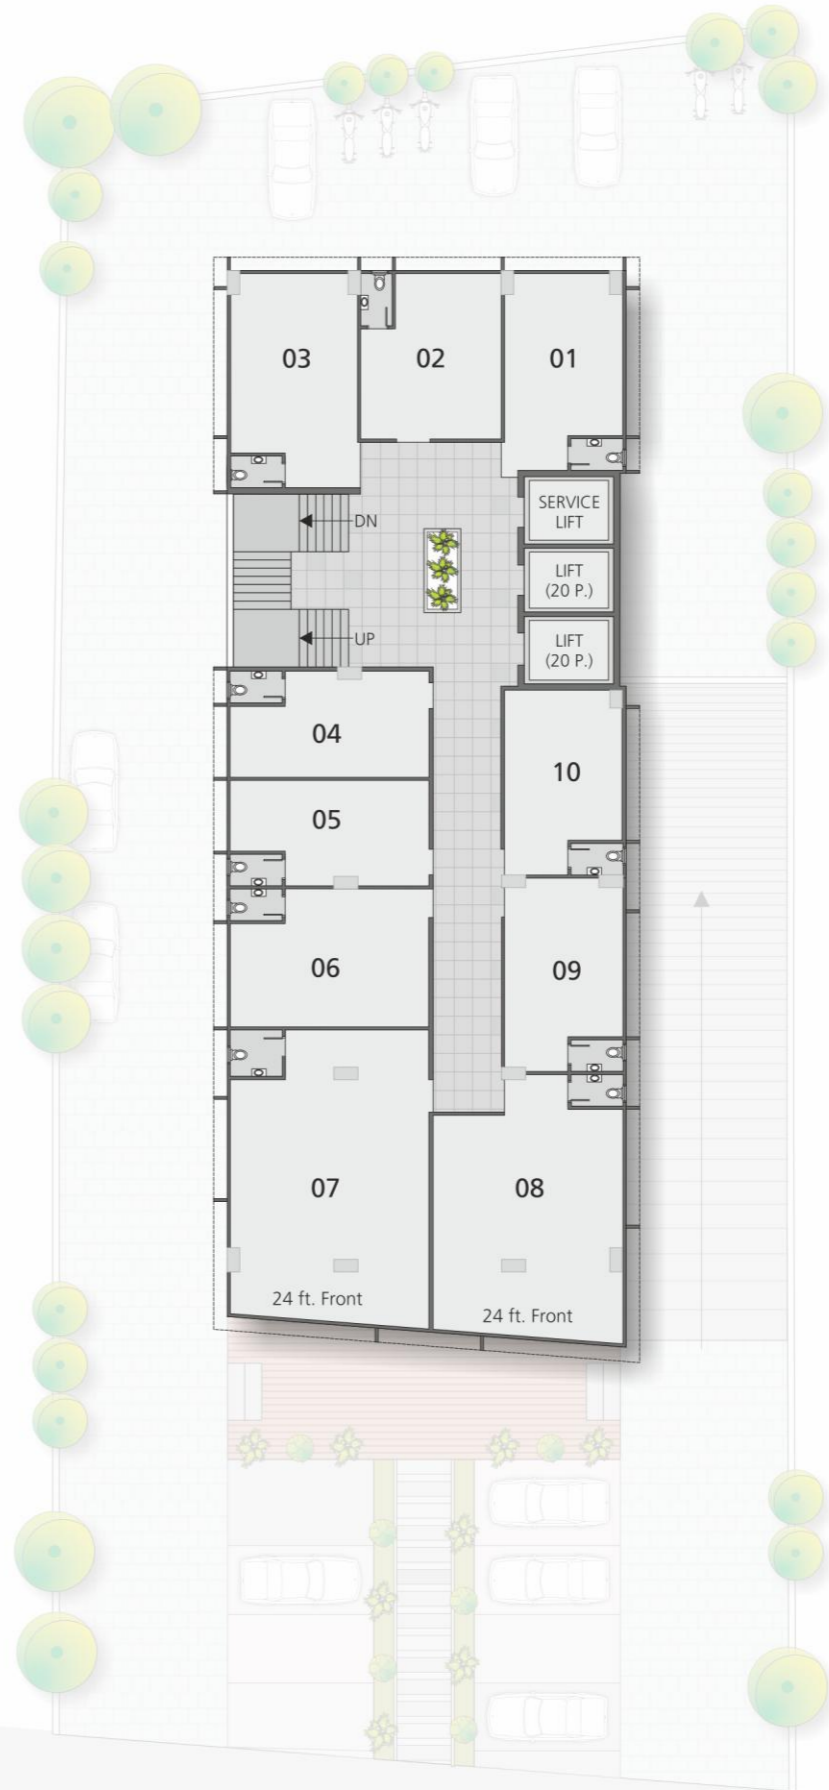 03
02
01
SERVICE
LIFT
DN
LIFT
(20 P.)
UP
LIFT
(20 P.)
04
10
05
06
09
07
08
24 ft. Front
24 ft. Front